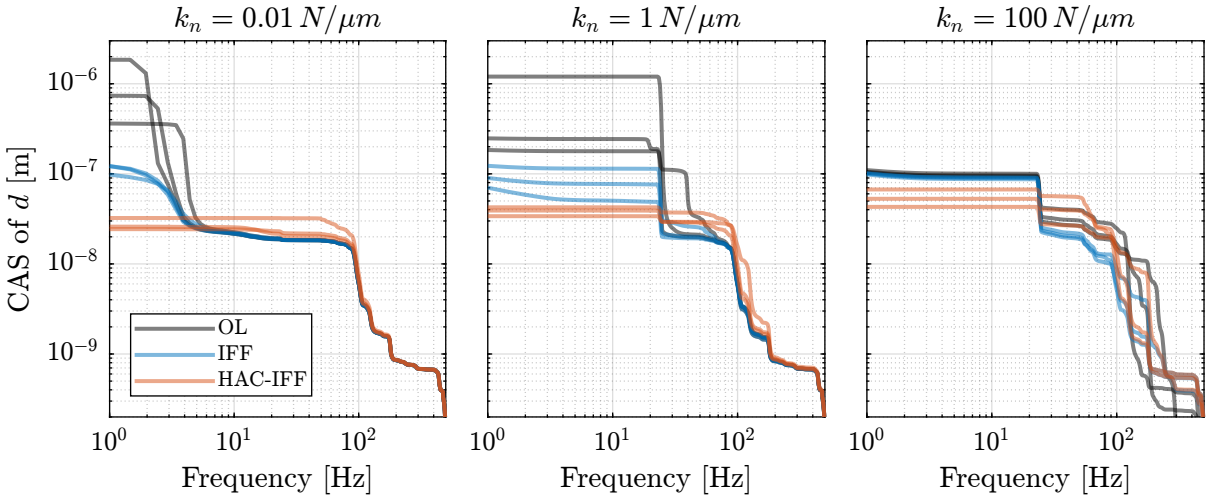 k_n = 0.01 N/μm
k_n = 1 N/μm
k_n = 100 N/μm
CAS of d [m]
10^{-6}
10^{-7}
10^{-8}
10^{-9}
OL
IFF
HAC-IFF
10^0 10^1 10^2
10^0 10^1 10^2
10^0 10^1 10^2
Frequency [Hz]
Frequency [Hz]
Frequency [Hz]